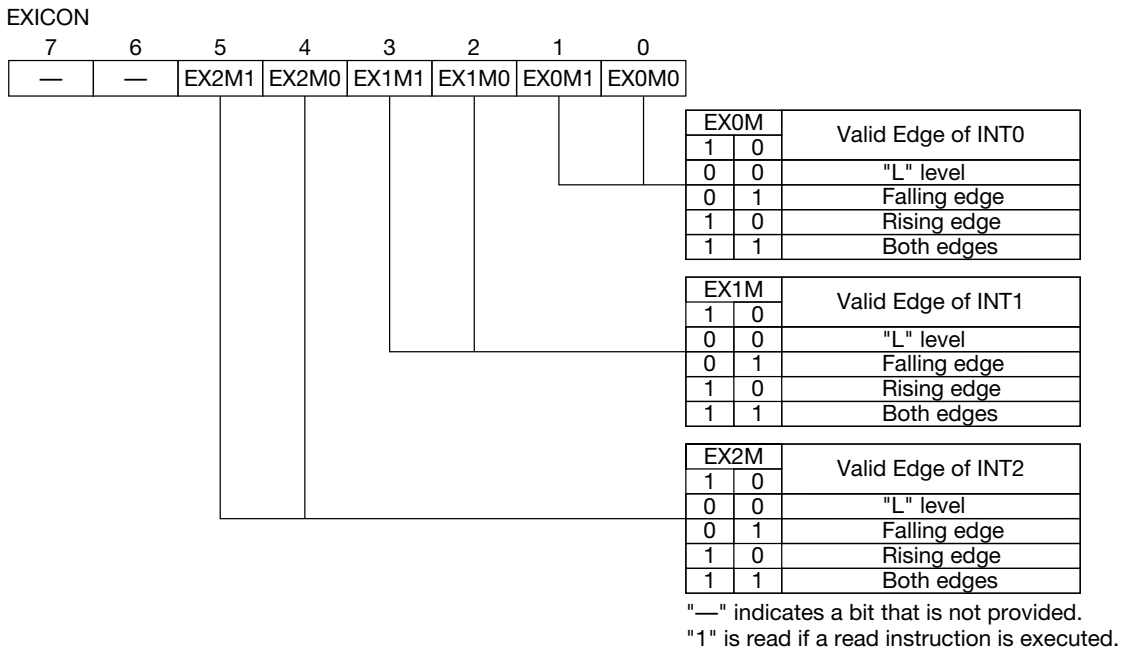 EXICON
7 6 5 4 3 2 1 0
— — EX2M1 EX2M0 EX1M1 EX1M0 EX0M1 EX0M0
EX0M Valid Edge of INT0
1 0
0 0 "L" level
0 1 Falling edge
1 0 Rising edge
1 1 Both edges
EX1M Valid Edge of INT1
1 0
0 0 "L" level
0 1 Falling edge
1 0 Rising edge
1 1 Both edges
EX2M Valid Edge of INT2
1 0
0 0 "L" level
0 1 Falling edge
1 0 Rising edge
1 1 Both edges
"—" indicates a bit that is not provided.
"1" is read if a read instruction is executed.